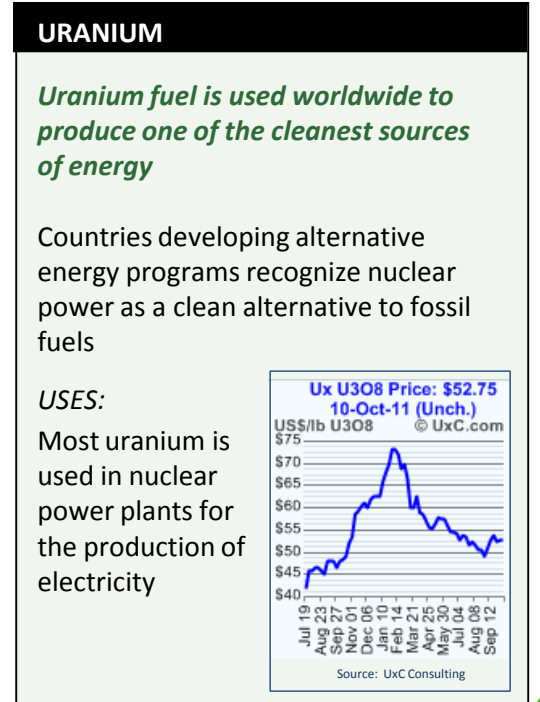 URANIUM
Uranium fuel is used worldwide to
produce one of the cleanest sources
of energy
Countries developing alternative
energy programs recognize nuclear
power as a clean alternative to fossil
fuels
USES:
Most uranium is
used in nuclear
power plants for
the production of
electricity
Ux U3O8 Price: $52.75
10-Oct-11 (Unch.)
US$/lb U3O8 © UxC.com
$75
$70
$65
$60
$55
$50
$45
$40
Jul 19
Aug 23
Sep 27
Nov 01
Dec 06
Jan 10
Feb 14
Mar 21
Apr 25
May 30
Jul 04
Aug 08
Sep 12
Source: UxC Consulting